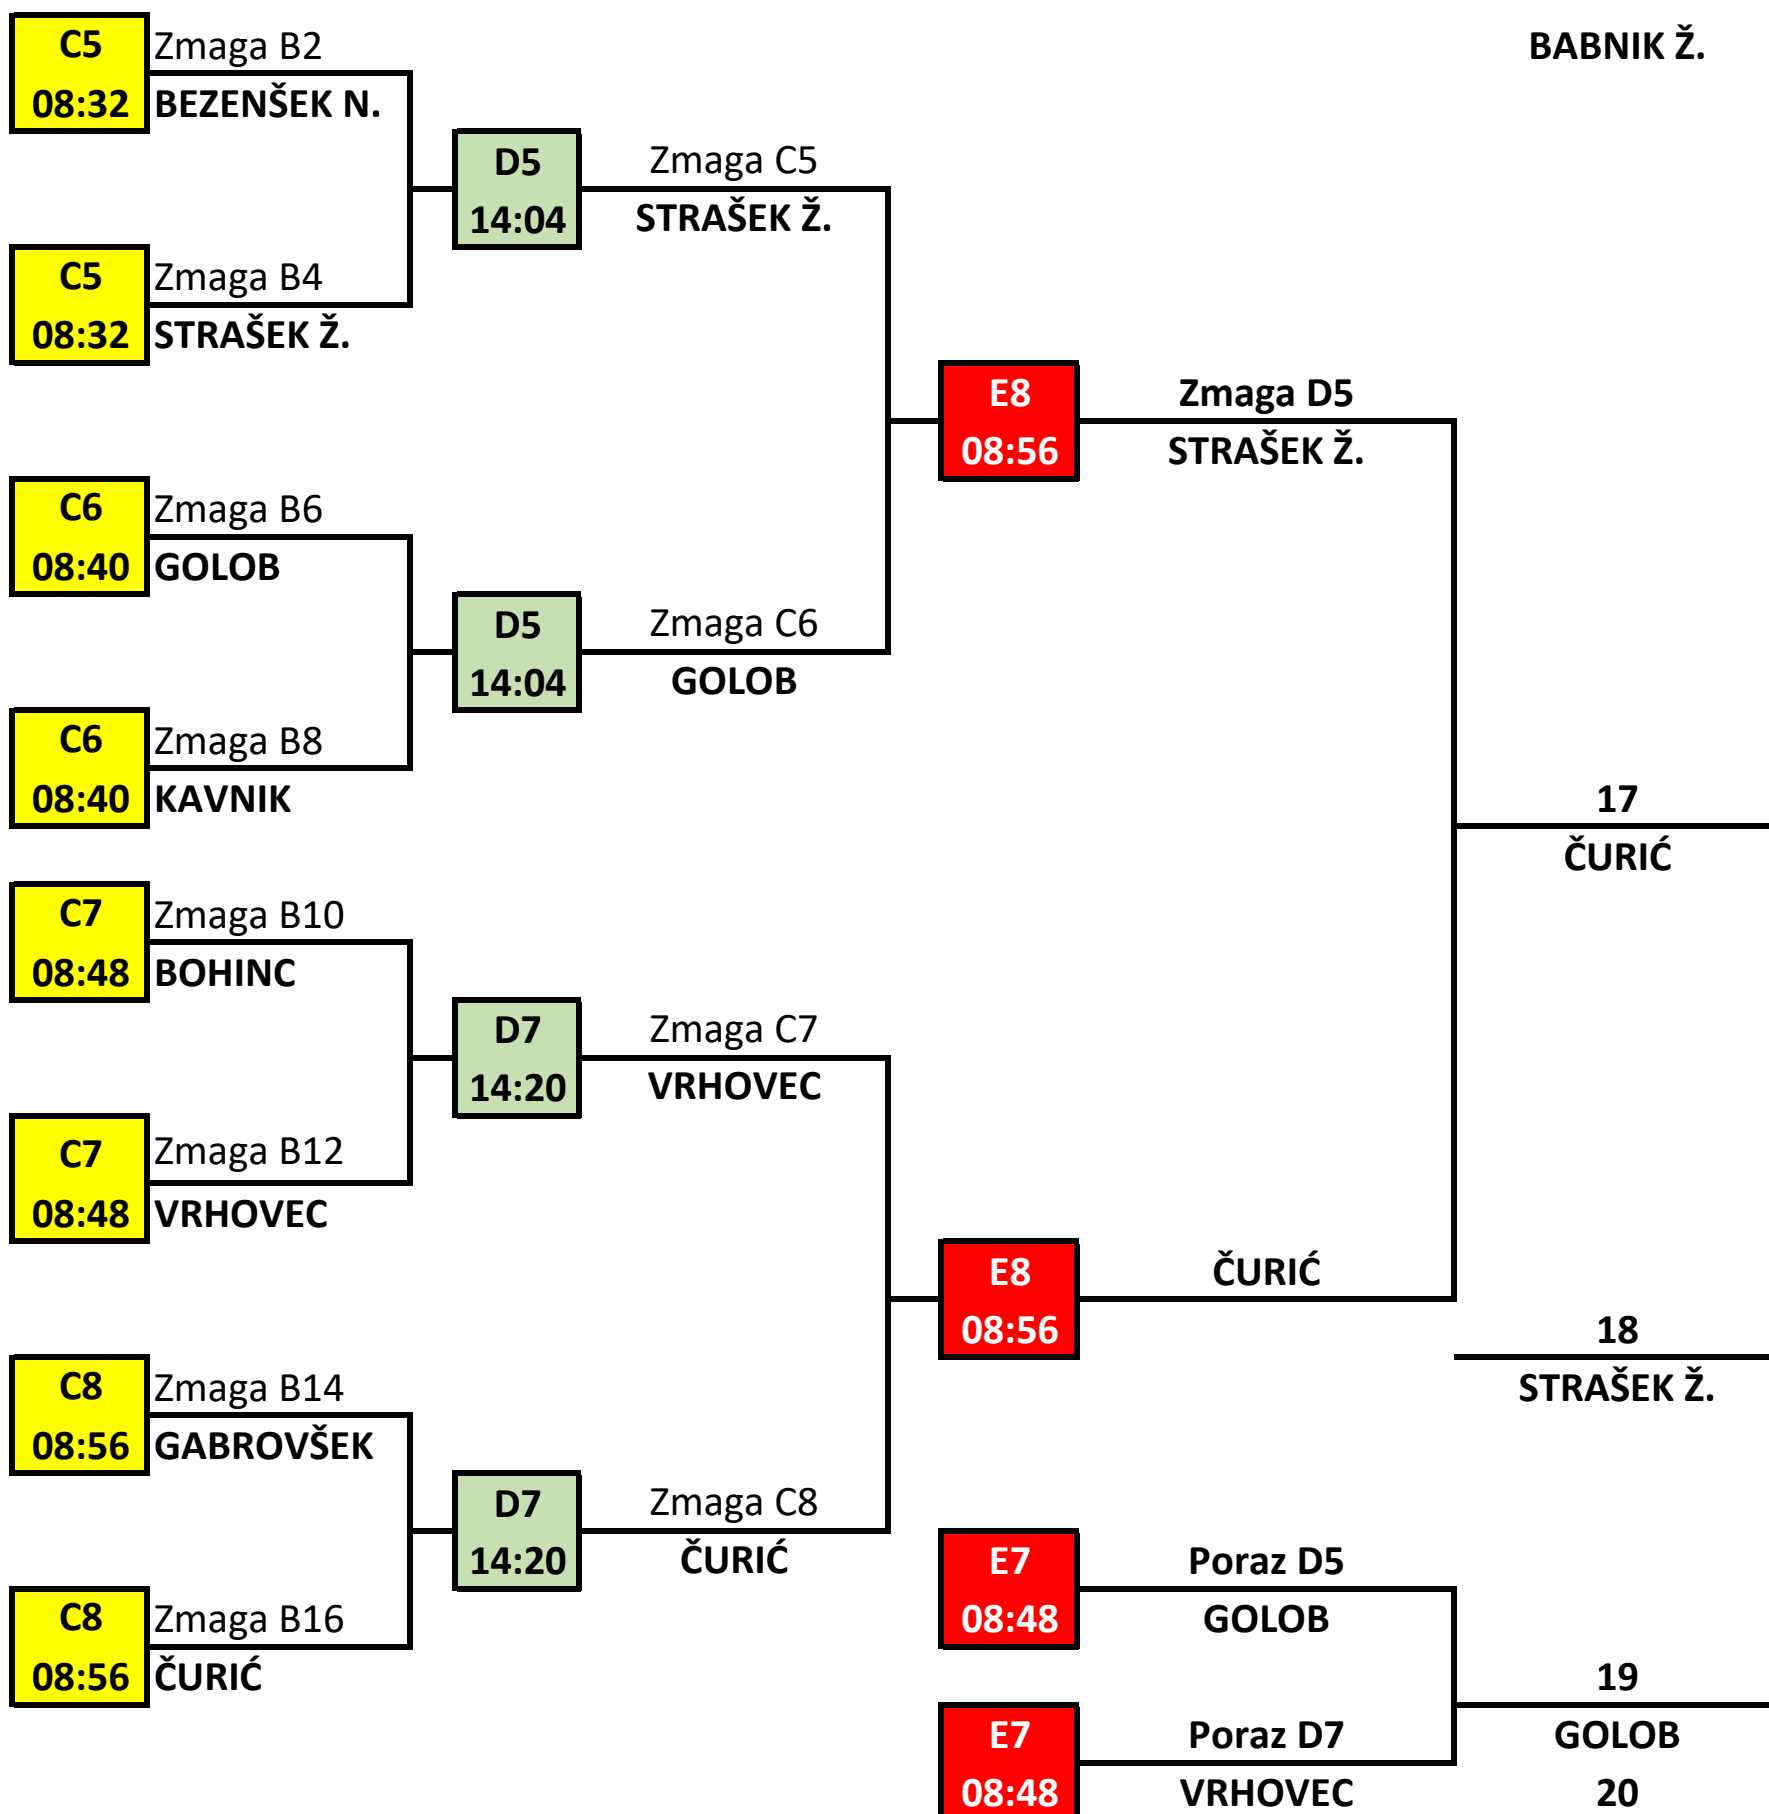 C5 Zmaga B2
08:32 BEZENŠEK N.
BABNIK Ž.
D5 Zmaga C5
14:04 STRAŠEK Ž.
C5 Zmaga B4
08:32 STRAŠEK Ž.
E8 Zmaga D5
08:56 STRAŠEK Ž.
C6 Zmaga B6
08:40 GOLOB
D5 Zmaga C6
14:04 GOLOB
C6 Zmaga B8
08:40 KAVNIK
17
ČURIĆ
C7 Zmaga B10
08:48 BOHINC
D7 Zmaga C7
14:20 VRHOVEC
C7 Zmaga B12
08:48 VRHOVEC
E8 ČURIĆ
08:56
18
STRAŠEK Ž.
C8 Zmaga B14
08:56 GABROVŠEK
D7 Zmaga C8
14:20 ČURIĆ
E7 Poraz D5
08:48 GOLOB
C8 Zmaga B16
08:56 ČURIĆ
19
E7 Poraz D7 GOLOB
08:48 VRHOVEC 20